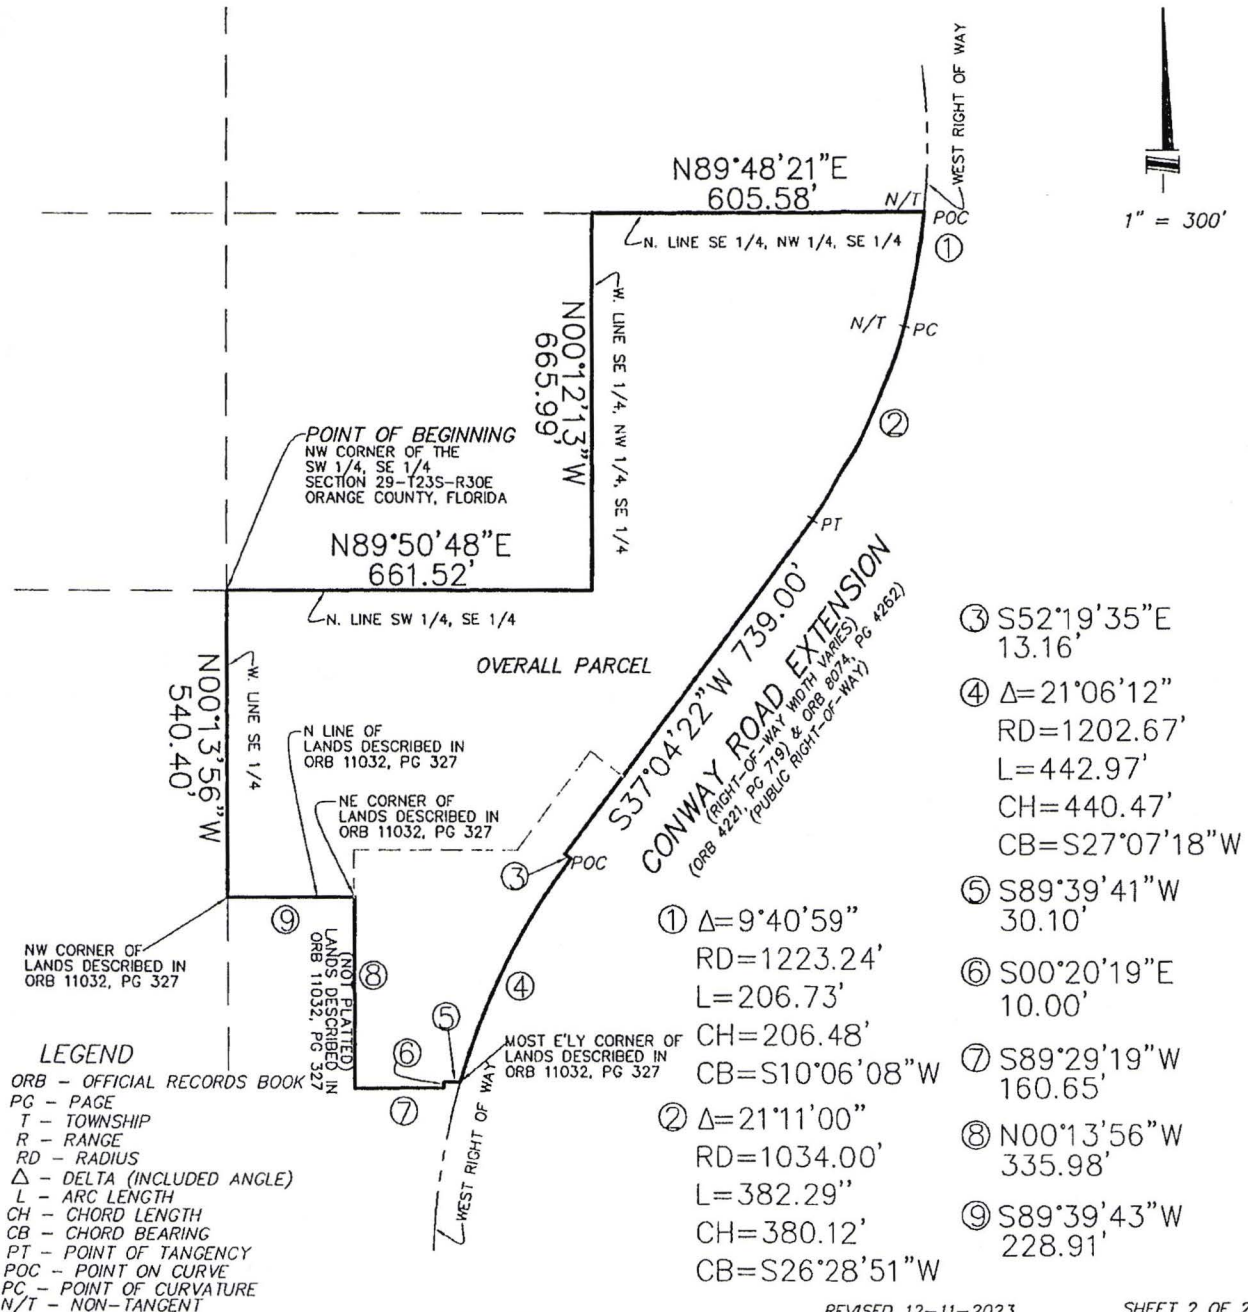 WEST RIGHT OF WAY
N89°48'21"E
605.58'
N/T
POC
1" = 300'
N. LINE SE 1/4, NW 1/4, SE 1/4
①
N00°12'13"W
665.99'
W. LINE SE 1/4, NW 1/4, SE 1/4
N/T
PC
②
POINT OF BEGINNING
NW CORNER OF THE
SW 1/4, SE 1/4
SECTION 29-T23S-R30E
ORANGE COUNTY, FLORIDA
PT
N89°50'48"E
661.52'
N. LINE SW 1/4, SE 1/4
OVERALL PARCEL
N00°13'56"W
540.40'
W. LINE SE 1/4
S37°04'22"W 739.00'
CONWAY ROAD EXTENSION
(RIGHT-OF-WAY WIDTH VARIES)
(ORB 4221, PG 719) & ORB 8074, PG 4262)
(PUBLIC RIGHT-OF-WAY)
N LINE OF
LANDS DESCRIBED IN
ORB 11032, PG 327
NE CORNER OF
LANDS DESCRIBED IN
ORB 11032, PG 327
③
POC
⑨
NW CORNER OF
LANDS DESCRIBED IN
ORB 11032, PG 327
(NOT PLATTED)
LANDS DESCRIBED IN
ORB 11032, PG 327
⑧
④
⑤
⑥
⑦
MOST E'LY CORNER OF
LANDS DESCRIBED IN
ORB 11032, PG 327
WEST RIGHT OF WAY
① Δ=9°40'59"
RD=1223.24'
L=206.73'
CH=206.48'
CB=S10°06'08"W
② Δ=21°11'00"
RD=1034.00'
L=382.29"
CH=380.12'
CB=S26°28'51"W
③ S52°19'35"E
13.16'
④ Δ=21°06'12"
RD=1202.67'
L=442.97'
CH=440.47'
CB=S27°07'18"W
⑤ S89°39'41"W
30.10'
⑥ S00°20'19"E
10.00'
⑦ S89°29'19"W
160.65'
⑧ N00°13'56"W
335.98'
⑨ S89°39'43"W
228.91'
LEGEND
ORB - OFFICIAL RECORDS BOOK
PG - PAGE
T - TOWNSHIP
R - RANGE
RD - RADIUS
Δ - DELTA (INCLUDED ANGLE)
L - ARC LENGTH
CH - CHORD LENGTH
CB - CHORD BEARING
PT - POINT OF TANGENCY
POC - POINT ON CURVE
PC - POINT OF CURVATURE
N/T - NON-TANGENT
REVISED 12-11-2023
SHEET 2 OF 2